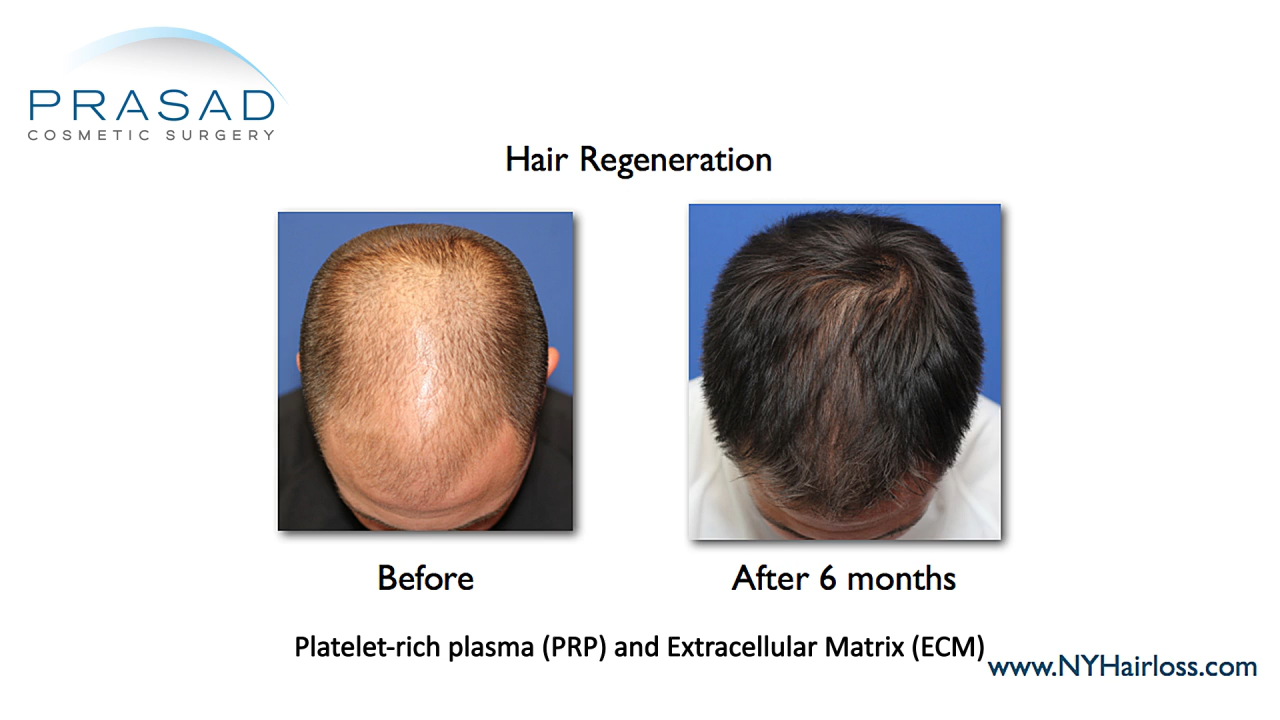 PRASAD
COSMETIC SURGERY
Hair Regeneration
Before
After 6 months
Platelet-rich plasma (PRP) and Extracellular Matrix (ECM)
www.NYHairloss.com